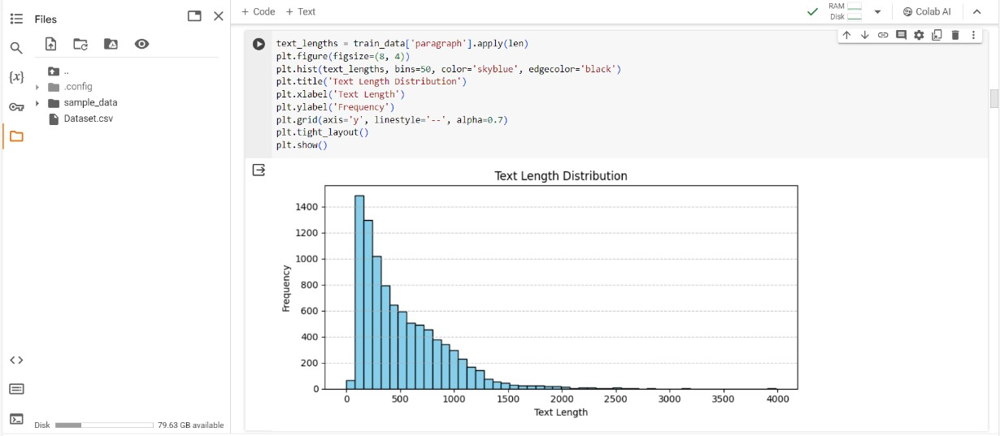 Files
..
.config
sample_data
Dataset.csv
Disk
79.63 GB available
+ Code + Text
RAM
Disk
Colab AI
text_lengths = train_data['paragraph'].apply(len)
plt.figure(figsize=(8, 4))
plt.hist(text_lengths, bins=50, color='skyblue', edgecolor='black')
plt.title('Text Length Distribution')
plt.xlabel('Text Length')
plt.ylabel('Frequency')
plt.grid(axis='y', linestyle='--', alpha=0.7)
plt.tight_layout()
plt.show()
Text Length Distribution
Frequency
1400
1200
1000
800
600
400
200
0
0 500 1000 1500 2000 2500 3000 3500 4000
Text Length